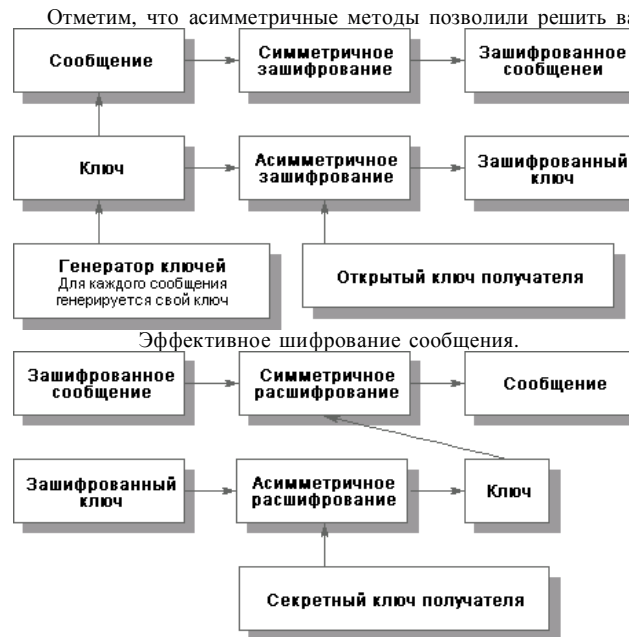 Отметим, что асимметричные методы позволили решить ва
Сообщение
Симметричное
зашифрование
Зашифрованное
сообщенеи
Ключ
Асимметричное
зашифрование
Зашифрованный
ключ
Генератор ключей
Для каждого сообщения
генерируется свой ключ
Открытый ключ получателя
Эффективное шифрование сообщения.
Зашифрованное
сообщение
Симметричное
расшифрование
Сообщение
Зашифрованный
ключ
Асимметричное
расшифрование
Ключ
Секретный ключ получателя